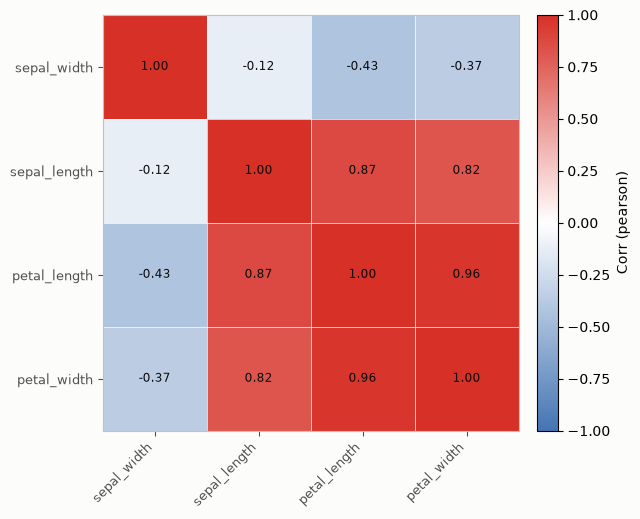 sepal_width 1.00 -0.12 -0.43 -0.37
sepal_length -0.12 1.00 0.87 0.82
petal_length -0.43 0.87 1.00 0.96
petal_width -0.37 0.82 0.96 1.00
sepal_width sepal_length petal_length petal_width
1.00
0.75
0.50
0.25
0.00
−0.25
−0.50
−0.75
−1.00
Corr (pearson)